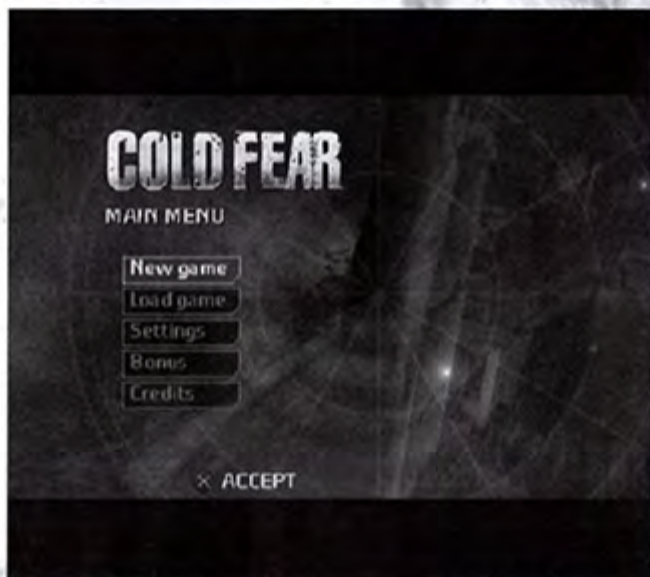 COLD FEAR
MAIN MENU
New game
Load game
Settings
Bonus
Credits
× ACCEPT